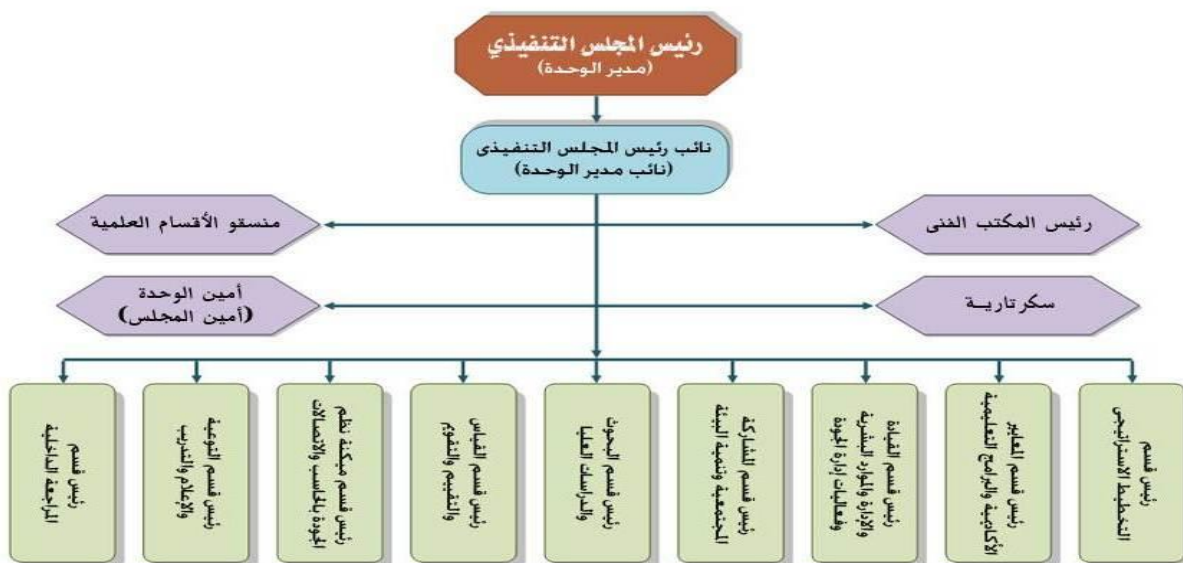 رئيس المجلس التنفيذي
(مدير الوحدة)
نائب رئيس المجلس التنفيذى
(نائب مدير الوحدة)
رئيس المكتب الفنى
منسقو الأقسام العلمية
سكرتاريـة
أمين الوحدة
(أمين المجلس)
رئيس قسم
التخطيط الاستراتيجى
رئيس قسم المعايير
الأكاديمية والبرامج التعليمية
رئيس قسم القيادة
والإدارة والموارد البشرية
وفعاليات إدارة الجودة
رئيس قسم المشاركة
المجتمعية وتنمية البيئة
رئيس قسم البحوث
والدراسات العليا
رئيس قسم القياس
والتقييم والتقويم
رئيس قسم ميكنة نظم
الجودة بالحاسب والاتصالات
رئيس قسم التوعية
والإعلام والتدريب
رئيس قسم
المراجعة الداخلية